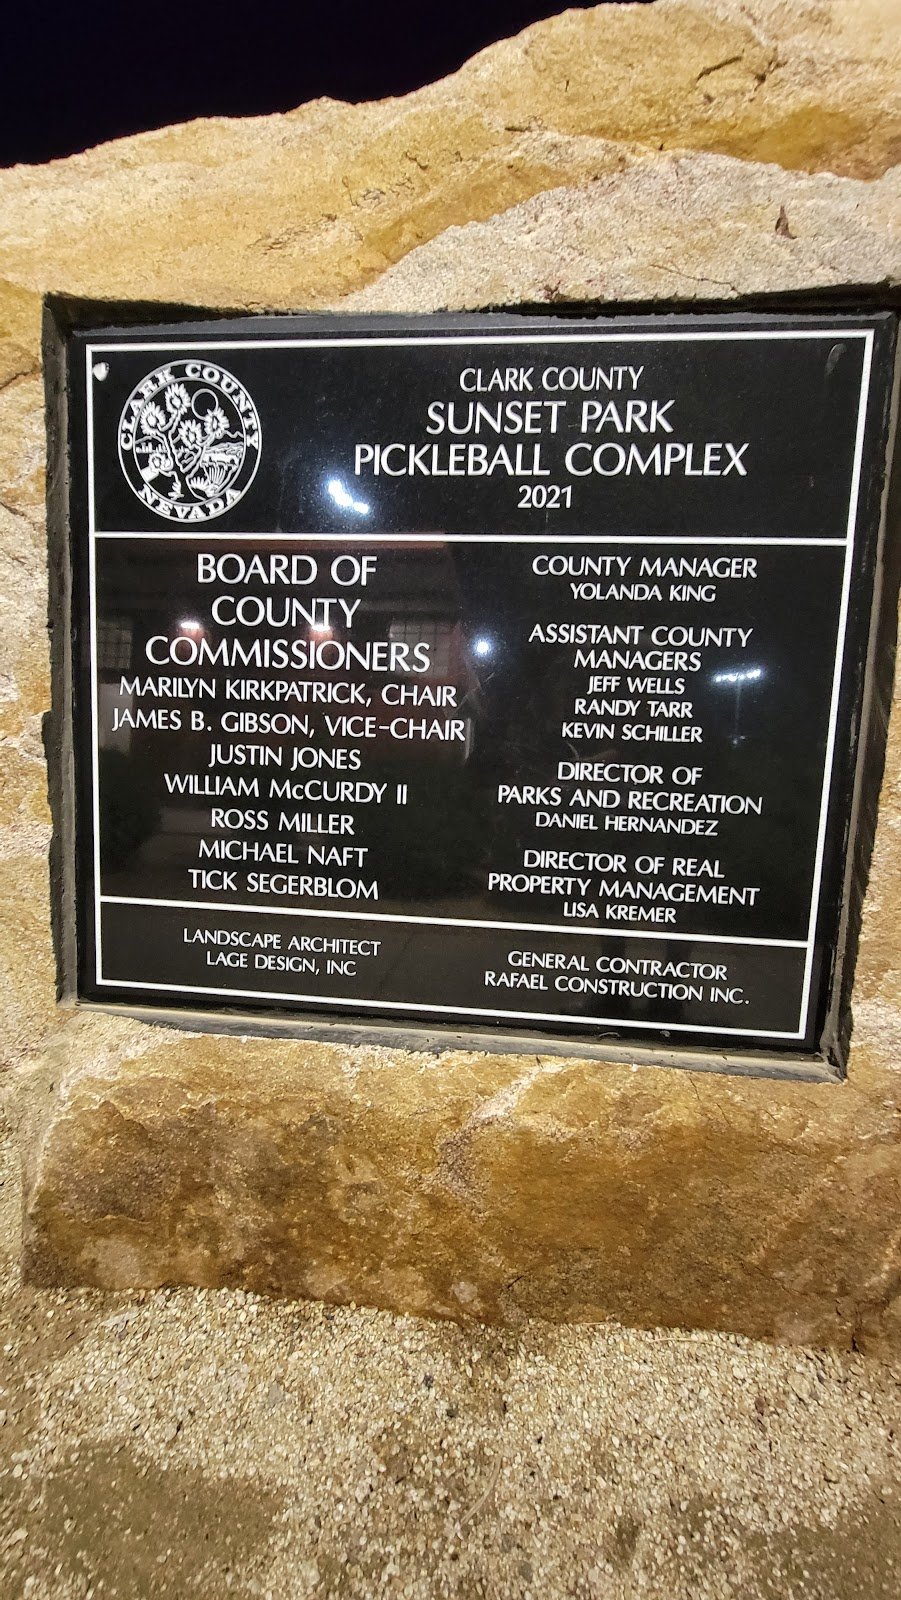 CLARK COUNTY
NEVADA
CLARK COUNTY
SUNSET PARK
PICKLEBALL COMPLEX
2021
BOARD OF
COUNTY
COMMISSIONERS
MARILYN KIRKPATRICK, CHAIR
JAMES B. GIBSON, VICE-CHAIR
JUSTIN JONES
WILLIAM McCURDY II
ROSS MILLER
MICHAEL NAFT
TICK SEGERBLOM
COUNTY MANAGER
YOLANDA KING
ASSISTANT COUNTY
MANAGERS
JEFF WELLS
RANDY TARR
KEVIN SCHILLER
DIRECTOR OF
PARKS AND RECREATION
DANIEL HERNANDEZ
DIRECTOR OF REAL
PROPERTY MANAGEMENT
LISA KREMER
LANDSCAPE ARCHITECT
LAGE DESIGN, INC
GENERAL CONTRACTOR
RAFAEL CONSTRUCTION INC.